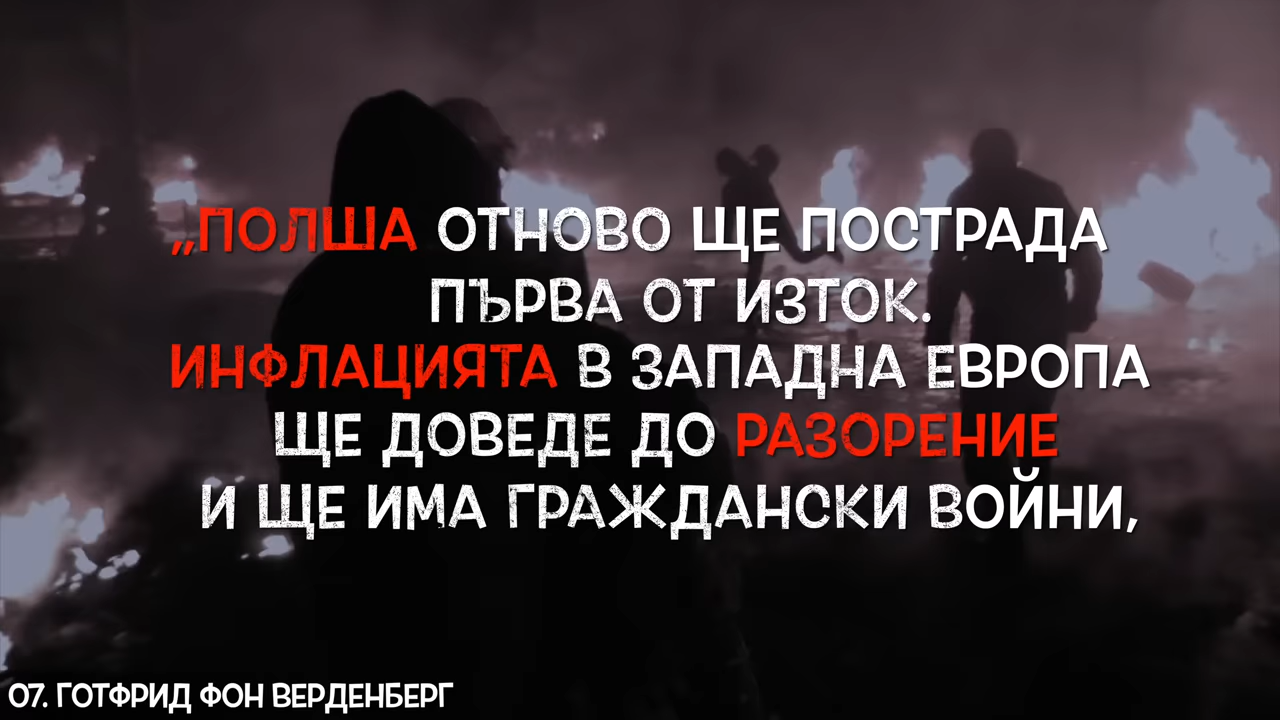 „ПОЛША ОТНОВО ЩЕ ПОСТРАДА
ПЪРВА ОТ ИЗТОК.
ИНФЛАЦИЯТА В ЗАПАДНА ЕВРОПА
ЩЕ ДОВЕДЕ ДО РАЗОРЕНИЕ
И ЩЕ ИМА ГРАЖДАНСКИ ВОЙНИ,
07. ГОТФРИД ФОН ВЕРДЕНБЕРГ